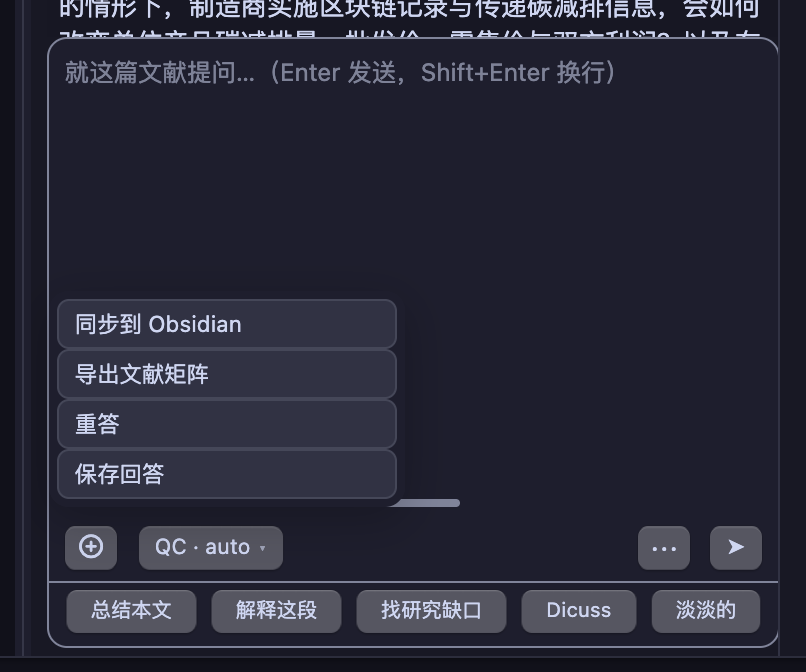 的情形下，制造商实施区块链记录与传递碳减排信息，会如何
就这篇文献提问...（Enter 发送，Shift+Enter 换行）
同步到 Obsidian
导出文献矩阵
重答
保存回答
QC · auto
总结本文
解释这段
找研究缺口
Dicuss
淡淡的